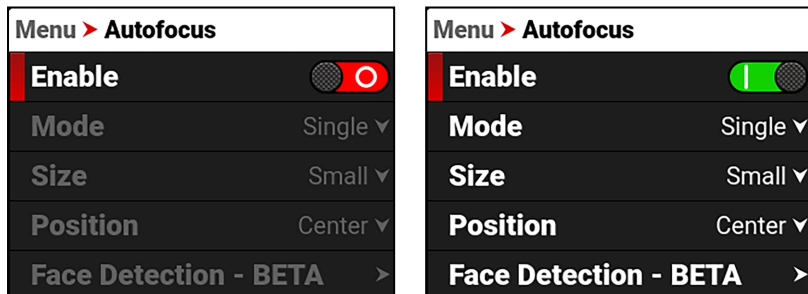 Menu > Autofocus
Enable
Mode Single
Size Small
Position Center
Face Detection - BETA
Menu > Autofocus
Enable
Mode Single
Size Small
Position Center
Face Detection - BETA